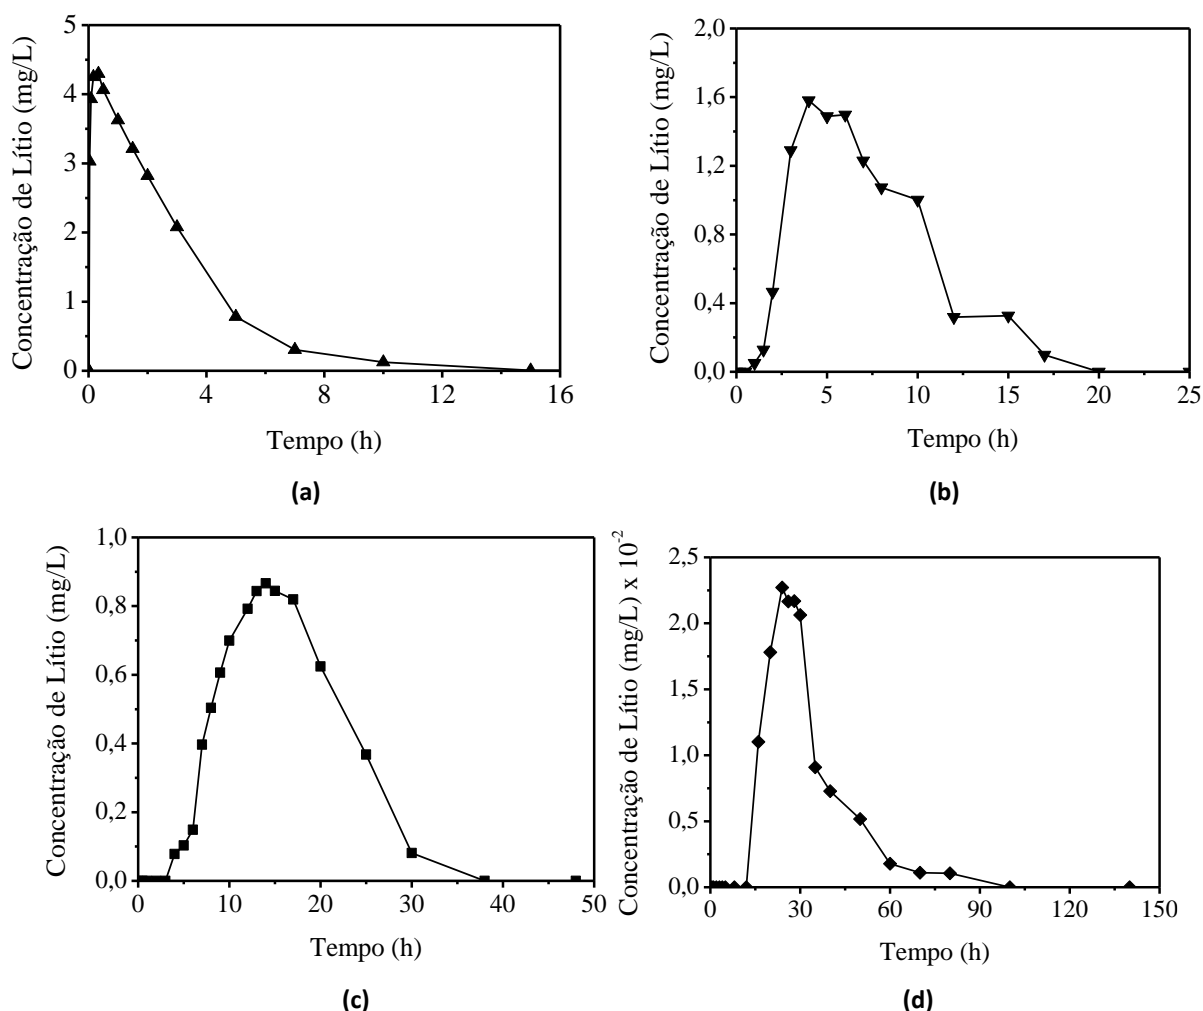 Concentração de Lítio (mg/L)
5
4
3
2
1
0
0 4 8 12 16
Tempo (h)
(a)
Concentração de Lítio (mg/L)
2,0
1,6
1,2
0,8
0,4
0,0
0 5 10 15 20 25
Tempo (h)
(b)
Concentração de Lítio (mg/L)
1,0
0,8
0,6
0,4
0,2
0,0
0 10 20 30 40 50
Tempo (h)
(c)
Concentração de Lítio (mg/L) x 10⁻²
2,5
2,0
1,5
1,0
0,5
0,0
0 30 60 90 120 150
Tempo (h)
(d)